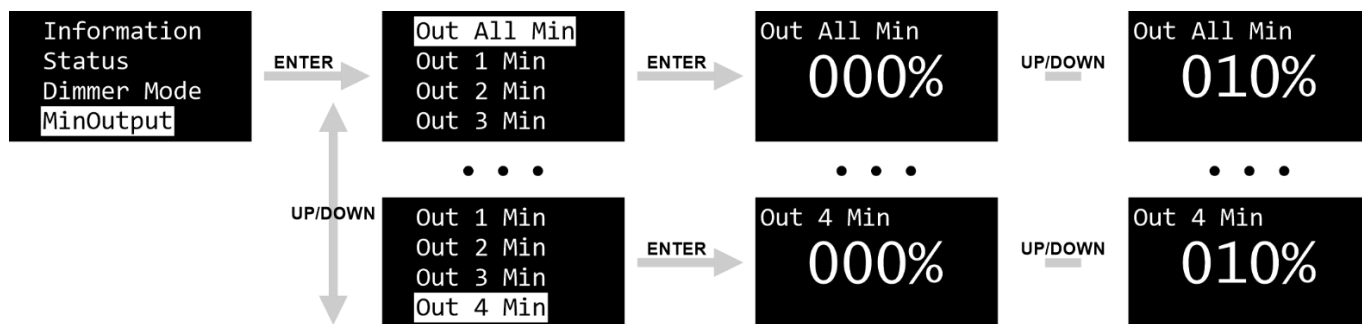 Information
Status
Dimmer Mode
MinOutput
ENTER
Out All Min
Out 1 Min
Out 2 Min
Out 3 Min
ENTER
Out All Min
000%
UP/DOWN
Out All Min
010%
UP/DOWN
Out 1 Min
Out 2 Min
Out 3 Min
Out 4 Min
ENTER
Out 4 Min
000%
UP/DOWN
Out 4 Min
010%